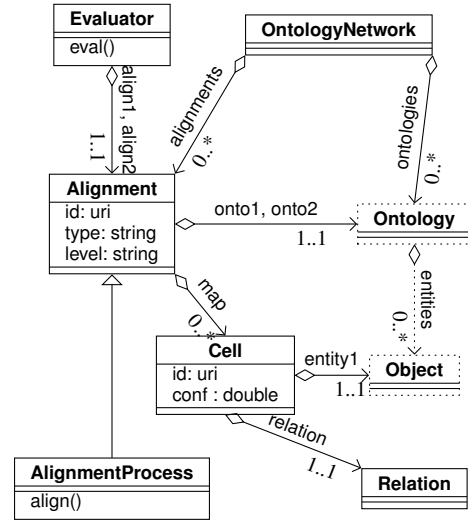 Evaluator
eval()
OntologyNetwork
align1, align2
1..1
alignments
0..*
ontologies
0..*
Alignment
id: uri
type: string
level: string
onto1, onto2
1..1
Ontology
map
0..*
entities
0..*
Cell
id: uri
conf : double
entity1
1..1
Object
relation
1..1
AlignmentProcess
align()
Relation